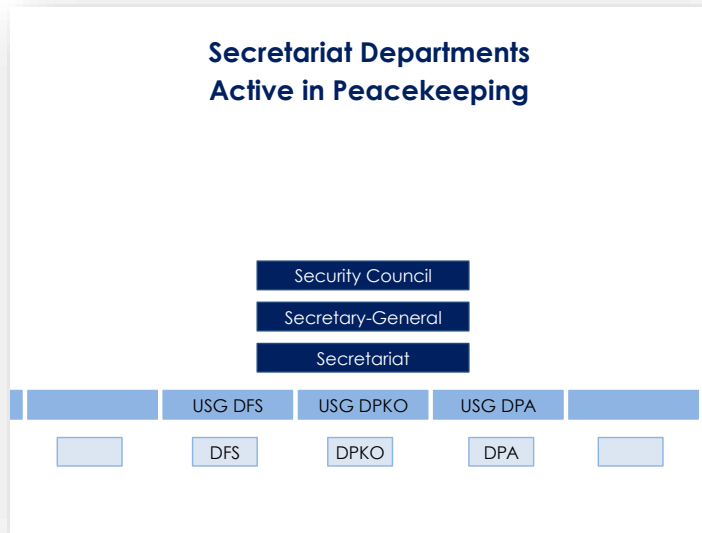 Secretariat Departments
Active in Peacekeeping
Security Council
Secretary-General
Secretariat
USG DFS USG DPKO USG DPA
DFS DPKO DPA